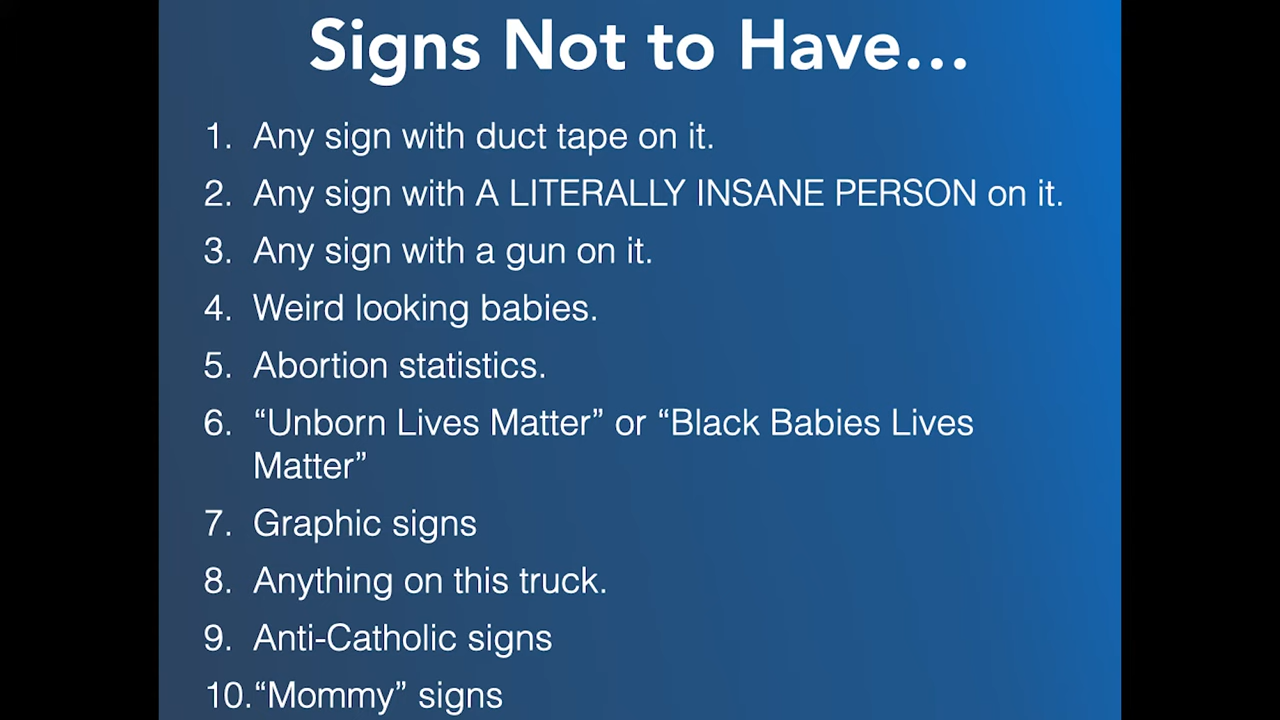 Signs Not to Have…
1. Any sign with duct tape on it.
2. Any sign with A LITERALLY INSANE PERSON on it.
3. Any sign with a gun on it.
4. Weird looking babies.
5. Abortion statistics.
6. “Unborn Lives Matter” or “Black Babies Lives
Matter”
7. Graphic signs
8. Anything on this truck.
9. Anti-Catholic signs
10.“Mommy” signs